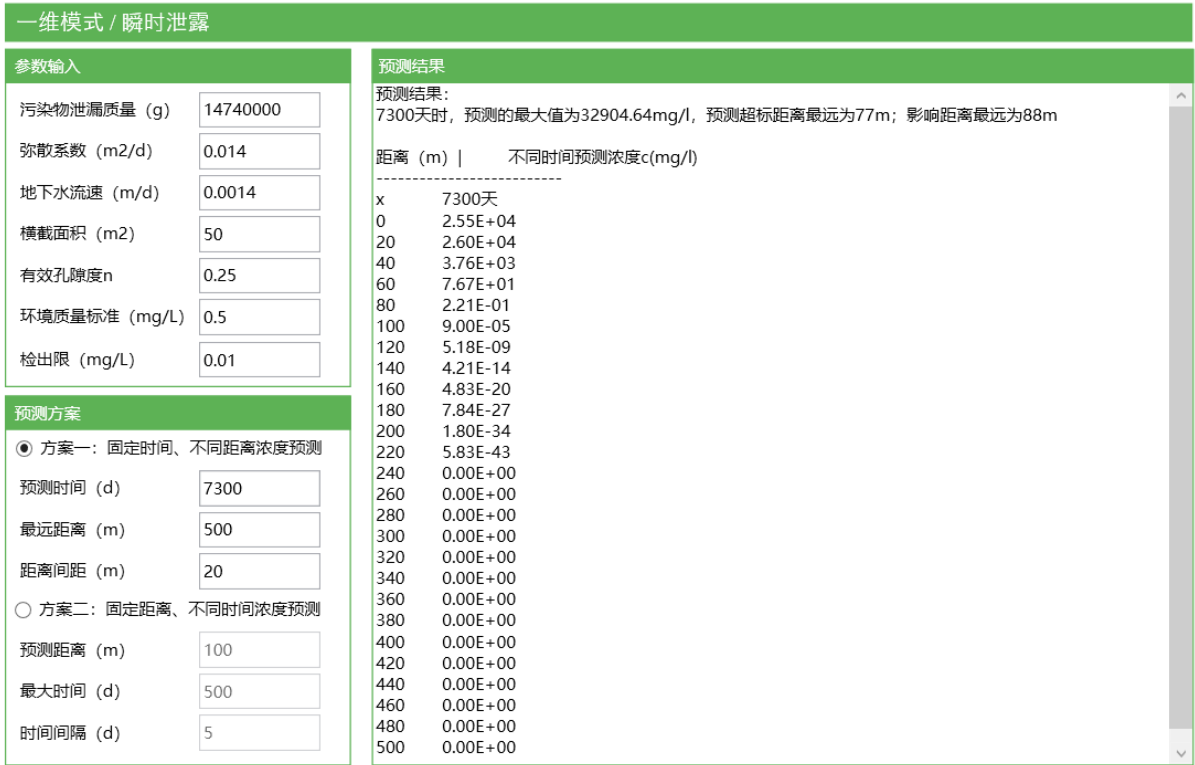 一维模式 / 瞬时泄露
参数输入
污染物泄漏质量（g） 14740000
弥散系数（m2/d） 0.014
地下水流速（m/d） 0.0014
横截面积（m2） 50
有效孔隙度n 0.25
环境质量标准（mg/L） 0.5
检出限（mg/L） 0.01
预测方案
方案一：固定时间、不同距离浓度预测
预测时间（d） 7300
最远距离（m） 500
距离间距（m） 20
方案二：固定距离、不同时间浓度预测
预测距离（m） 100
最大时间（d） 500
时间间隔（d） 5
预测结果
预测结果：
7300天时，预测的最大值为32904.64mg/l，预测超标距离最远为77m；影响距离最远为88m
距离（m）| 不同时间预测浓度c(mg/l)
--------------------------
x 7300天
0 2.55E+04
20 2.60E+04
40 3.76E+03
60 7.67E+01
80 2.21E-01
100 9.00E-05
120 5.18E-09
140 4.21E-14
160 4.83E-20
180 7.84E-27
200 1.80E-34
220 5.83E-43
240 0.00E+00
260 0.00E+00
280 0.00E+00
300 0.00E+00
320 0.00E+00
340 0.00E+00
360 0.00E+00
380 0.00E+00
400 0.00E+00
420 0.00E+00
440 0.00E+00
460 0.00E+00
480 0.00E+00
500 0.00E+00